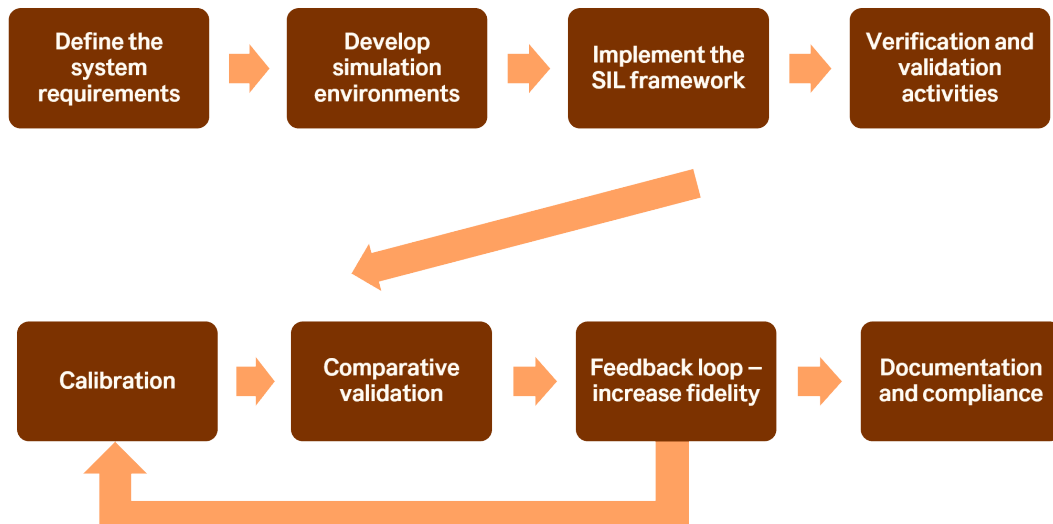 Define the
system
requirements
Develop
simulation
environments
Implement the
SIL framework
Verification and
validation
activities
Calibration
Comparative
validation
Feedback loop –
increase fidelity
Documentation
and compliance